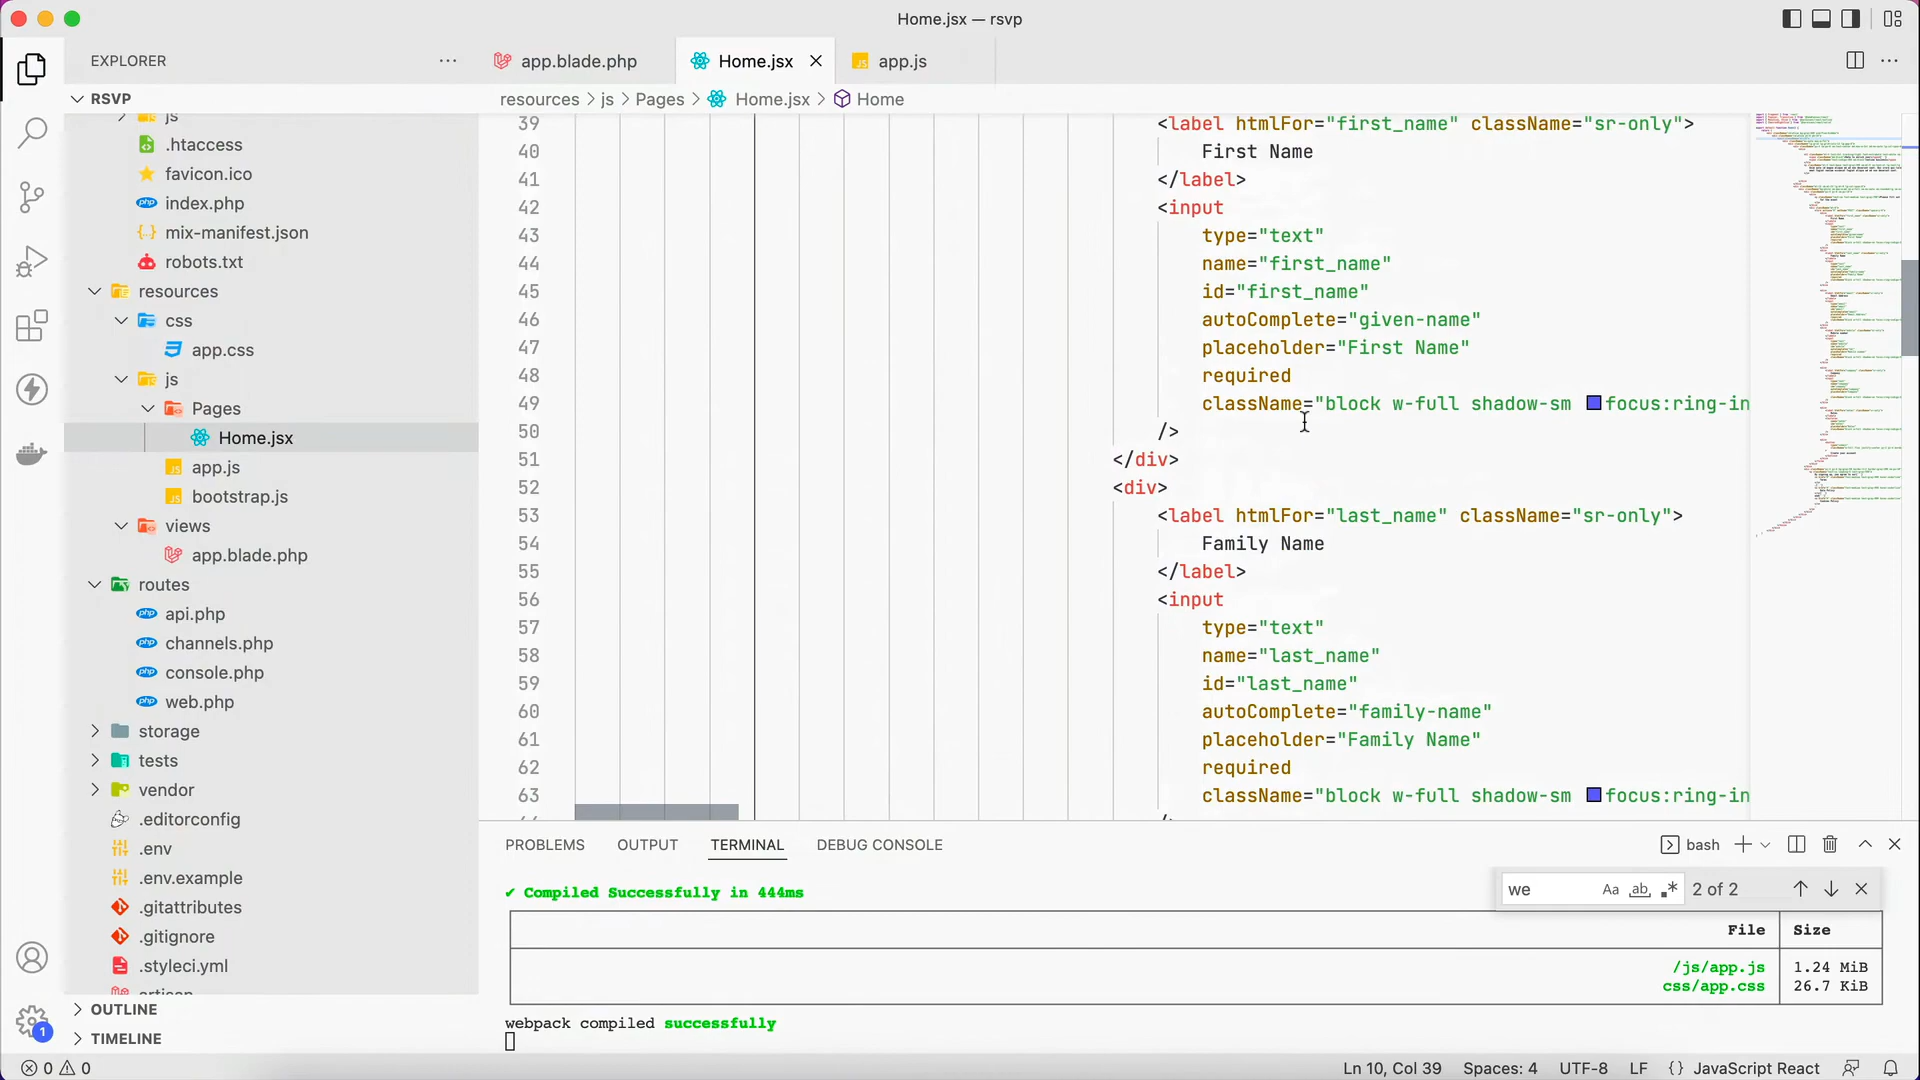 Home.jsx — rsvp
EXPLORER
app.blade.php
Home.jsx
app.js
RSVP
resources > js > Pages > Home.jsx > Home
js
.htaccess
favicon.ico
index.php
mix-manifest.json
robots.txt
resources
css
app.css
js
Pages
Home.jsx
app.js
bootstrap.js
views
app.blade.php
routes
api.php
channels.php
console.php
web.php
storage
tests
vendor
.editorconfig
.env
.env.example
.gitattributes
.gitignore
.styleci.yml
artisan
OUTLINE
TIMELINE
39 <label htmlFor="first_name" className="sr-only">
40 First Name
41 </label>
42 <input
43 type="text"
44 name="first_name"
45 id="first_name"
46 autoComplete="given-name"
47 placeholder="First Name"
48 required
49 className="block w-full shadow-sm focus:ring-in
50 />
51 </div>
52 <div>
53 <label htmlFor="last_name" className="sr-only">
54 Family Name
55 </label>
56 <input
57 type="text"
58 name="last_name"
59 id="last_name"
60 autoComplete="family-name"
61 placeholder="Family Name"
62 required
63 className="block w-full shadow-sm focus:ring-in
PROBLEMS OUTPUT TERMINAL DEBUG CONSOLE
bash
we Aa ab 2 of 2
✔ Compiled Successfully in 444ms
File Size
/js/app.js 1.24 MiB
css/app.css 26.7 KiB
webpack compiled successfully
1
0 0
Ln 10, Col 39 Spaces: 4 UTF-8 LF {} JavaScript React